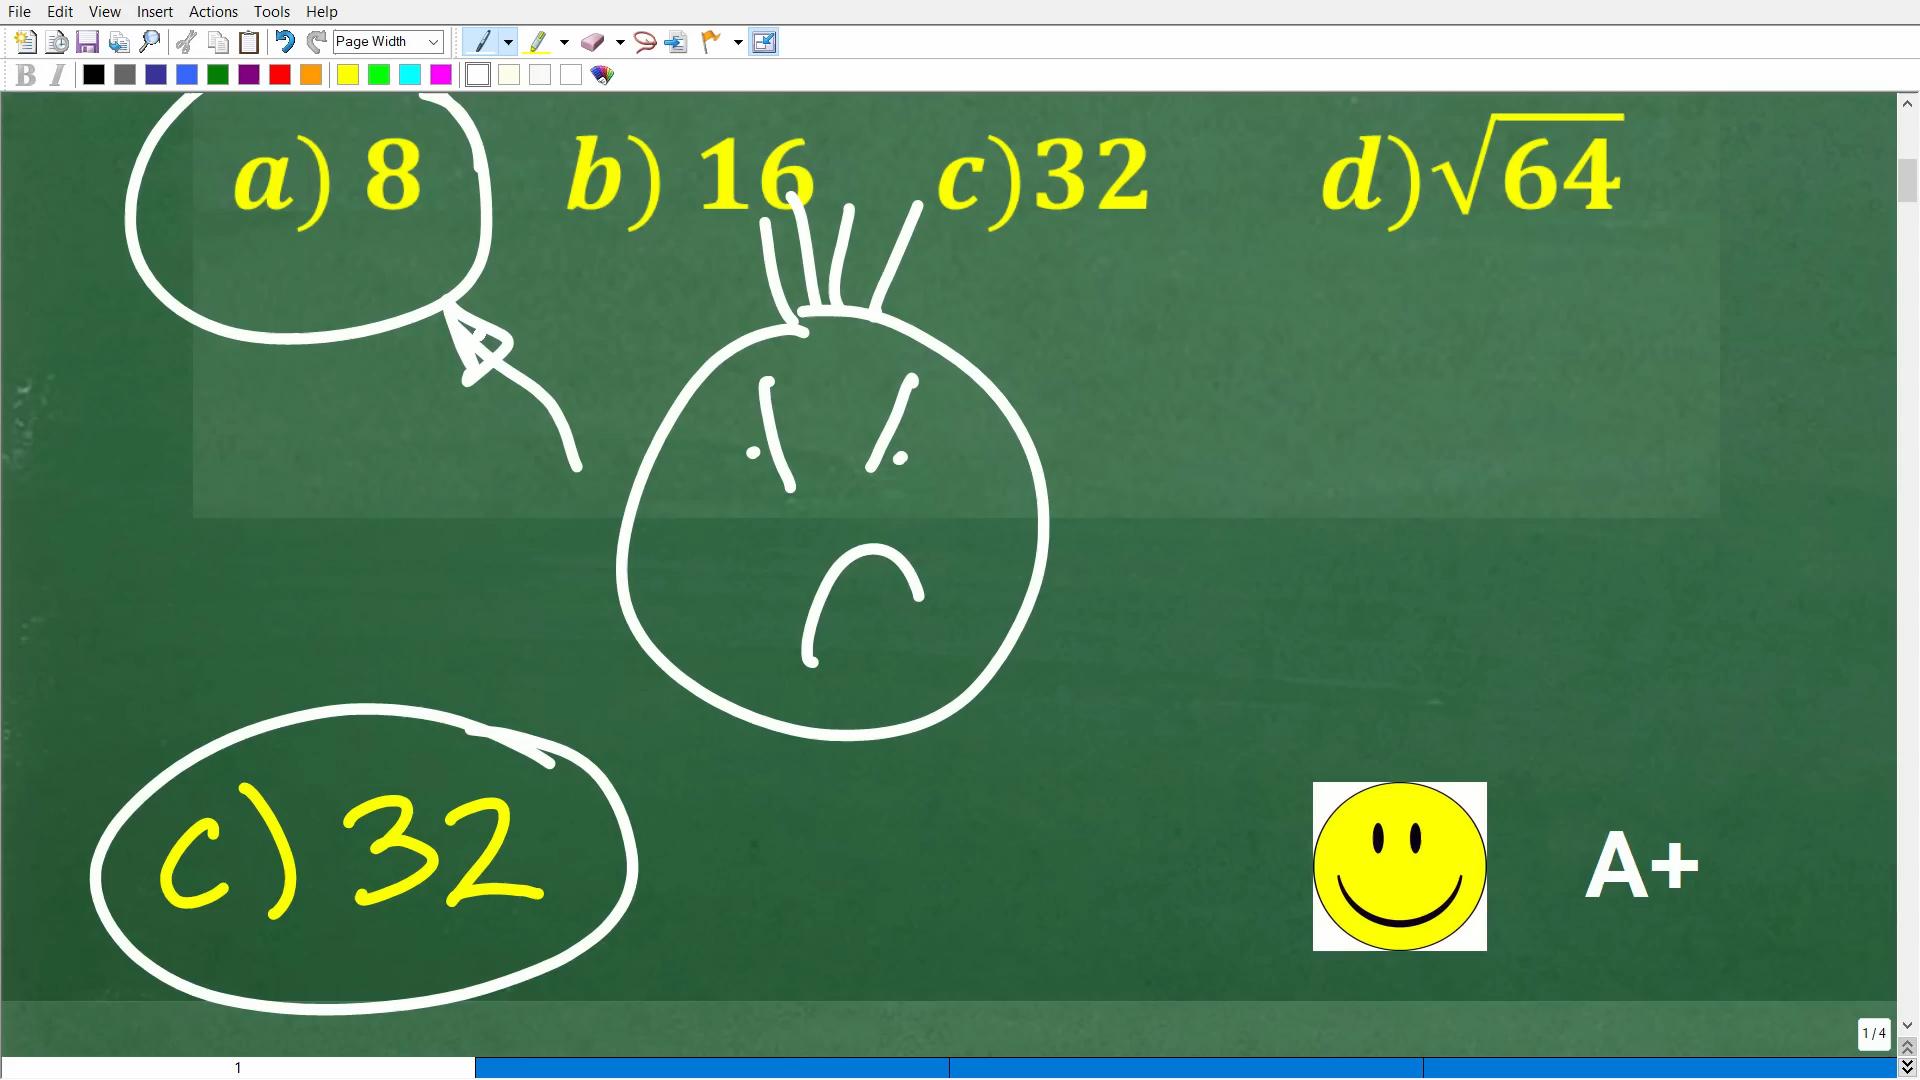 File Edit View Insert Actions Tools Help
Page Width
B I
a) 8 b) 16 c)32 d)√64
c) 32
A+
1 / 4
1